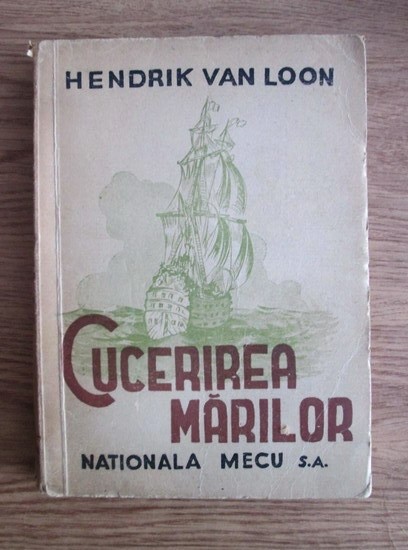 HENDRIK VAN LOON
CUCERIREA
MĂRILOR
NATIONALA MECU S.A.